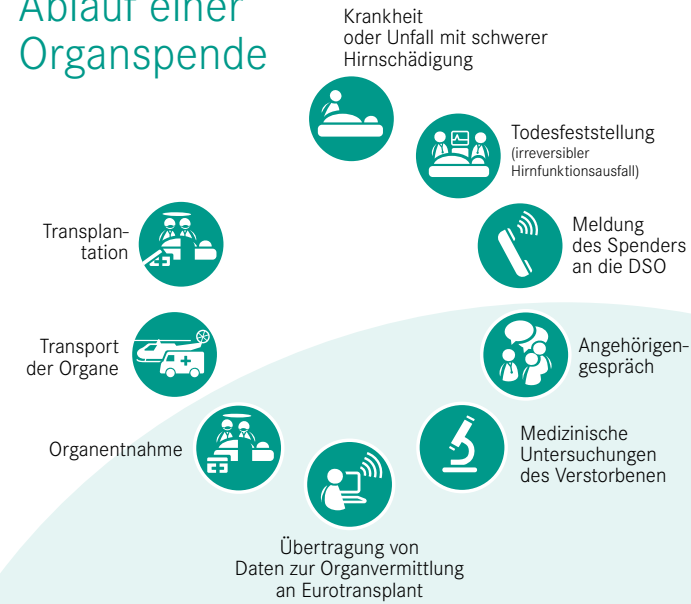 Ablauf einer
Organspende
Krankheit
oder Unfall mit schwerer
Hirnschädigung
Todesfeststellung
(irreversibler
Hirnfunktionsausfall)
Meldung
des Spenders
an die DSO
Angehörigen-
gespräch
Medizinische
Untersuchungen
des Verstorbenen
Übertragung von
Daten zur Organvermittlung
an Eurotransplant
Organentnahme
Transport
der Organe
Transplan-
tation